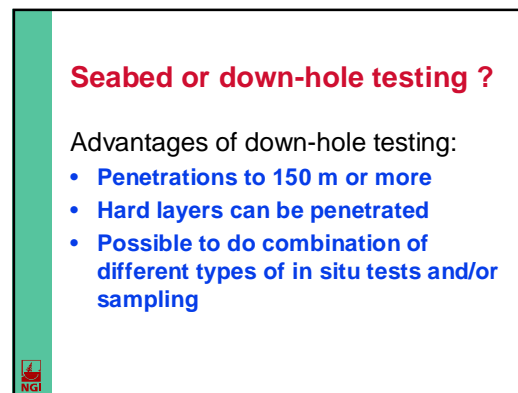 Seabed or down-hole testing ?
Advantages of down-hole testing:
• Penetrations to 150 m or more
• Hard layers can be penetrated
• Possible to do combination of
different types of in situ tests and/or
sampling
NGI